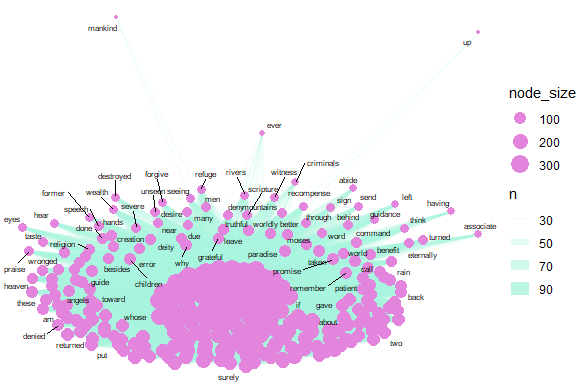 mankind
up
ever
node_size
100
200
300
n
30
50
70
90
criminals
destroyed
forgive
refuge
rivers
witness
abide
former
wealth
unseen seeing
scripture
recompense
sign
send
left
men
eyes
hear
speech
hands
severe
desire
many
deny
mountains
through
behind
guidance
having
done
near
truthful
worldly better
word
command
think
associate
taste
religion
creation
deity
due
leave
moses
turned
wronged
why
grateful
paradise
taken
world
benefit
eternally
praise
besides
error
promise
call
rain
heaven
guide
children
remember
patient
these
angels
toward
if
gave
back
am
whose
about
denied
returned
put
two
surely